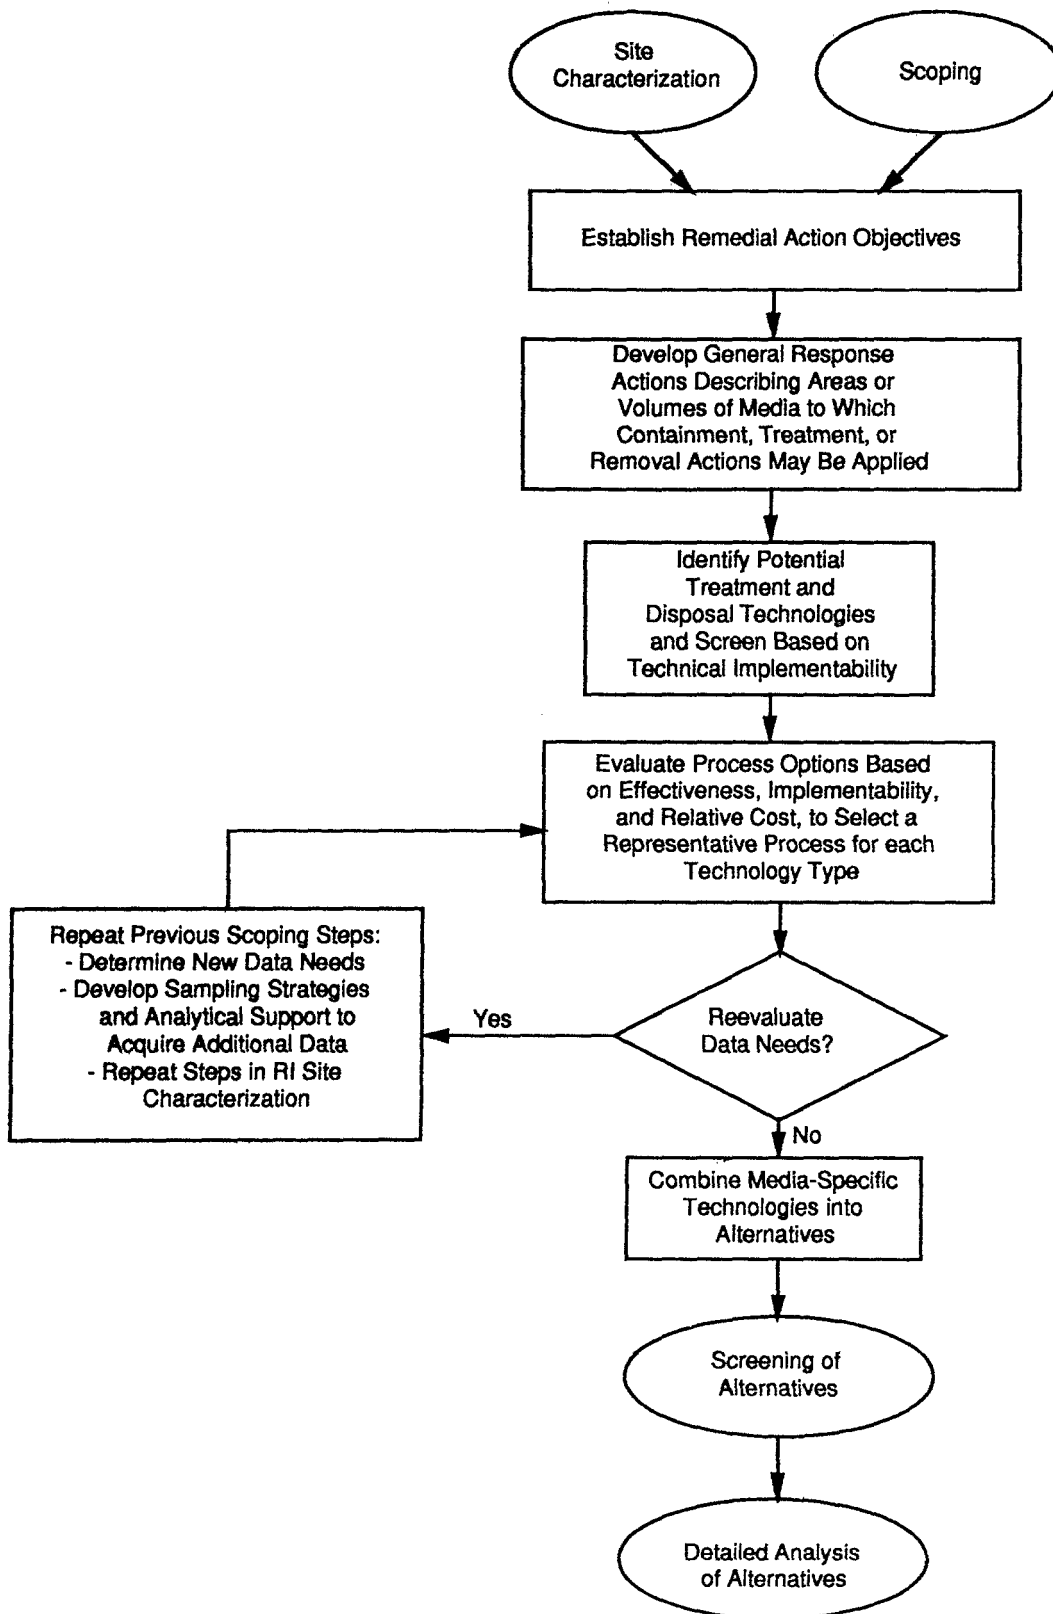 Site
Characterization
Scoping
Establish Remedial Action Objectives
Develop General Response
Actions Describing Areas or
Volumes of Media to Which
Containment, Treatment, or
Removal Actions May Be Applied
Identify Potential
Treatment and
Disposal Technologies
and Screen Based on
Technical Implementability
Evaluate Process Options Based
on Effectiveness, Implementability,
and Relative Cost, to Select a
Representative Process for each
Technology Type
Repeat Previous Scoping Steps:
- Determine New Data Needs
- Develop Sampling Strategies
and Analytical Support to
Acquire Additional Data
- Repeat Steps in RI Site
Characterization
Yes
Reevaluate
Data Needs?
No
Combine Media-Specific
Technologies into
Alternatives
Screening of
Alternatives
Detailed Analysis
of Alternatives